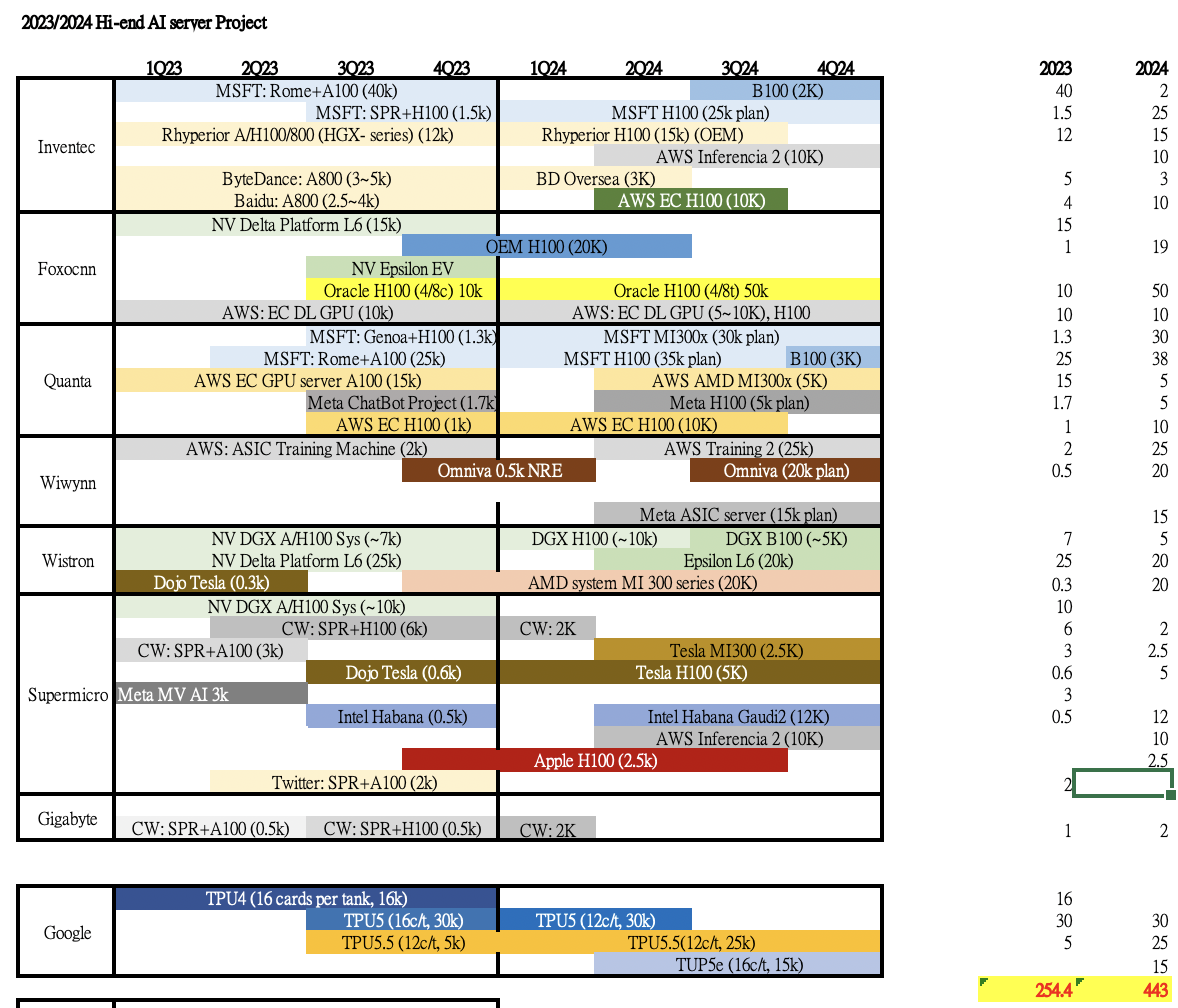 2023/2024 Hi-end AI server Project
1Q23 2Q23 3Q23 4Q23 1Q24 2Q24 3Q24 4Q24 2023 2024
MSFT: Rome+A100 (40k) B100 (2K) 40 2
MSFT: SPR+H100 (1.5k) MSFT H100 (25k plan) 1.5 25
Rhyperior A/H100/800 (HGX- series) (12k) Rhyperior H100 (15k) (OEM) 12 15
Inventec
AWS Inferencia 2 (10K) 10
ByteDance: A800 (3~5k) BD Oversea (3K) 5 3
Baidu: A800 (2.5~4k) AWS EC H100 (10K) 4 10
NV Delta Platform L6 (15k) 15
OEM H100 (20K) 1 19
Foxocnn NV Epsilon EV
Oracle H100 (4/8c) 10k Oracle H100 (4/8t) 50k 10 50
AWS: EC DL GPU (10k) AWS: EC DL GPU (5~10K), H100 10 10
MSFT: Genoa+H100 (1.3k) MSFT MI300x (30k plan) 1.3 30
MSFT: Rome+A100 (25k) MSFT H100 (35k plan) B100 (3K) 25 38
Quanta AWS EC GPU server A100 (15k) AWS AMD MI300x (5K) 15 5
Meta ChatBot Project (1.7k) Meta H100 (5k plan) 1.7 5
AWS EC H100 (1k) AWS EC H100 (10K) 1 10
AWS: ASIC Training Machine (2k) AWS Training 2 (25k) 2 25
Omniva 0.5k NRE Omniva (20k plan) 0.5 20
Wiwynn
Meta ASIC server (15k plan) 15
NV DGX A/H100 Sys (~7k) DGX H100 (~10k) DGX B100 (~5K) 7 5
Wistron NV Delta Platform L6 (25k) Epsilon L6 (20k) 25 20
Dojo Tesla (0.3k) AMD system MI 300 series (20K) 0.3 20
NV DGX A/H100 Sys (~10k) 10
CW: SPR+H100 (6k) CW: 2K 6 2
CW: SPR+A100 (3k) Tesla MI300 (2.5K) 3 2.5
Dojo Tesla (0.6k) Tesla H100 (5K) 0.6 5
Supermicro Meta MV AI 3k 3
Intel Habana (0.5k) Intel Habana Gaudi2 (12K) 0.5 12
AWS Inferencia 2 (10K) 10
Apple H100 (2.5k) 2.5
Twitter: SPR+A100 (2k) 2
Gigabyte
CW: SPR+A100 (0.5k) CW: SPR+H100 (0.5k) CW: 2K 1 2
TPU4 (16 cards per tank, 16k) 16
TPU5 (16c/t, 30k) TPU5 (12c/t, 30k) 30 30
Google
TPU5.5 (12c/t, 5k) TPU5.5(12c/t, 25k) 5 25
TUP5e (16c/t, 15k) 15
254.4 443